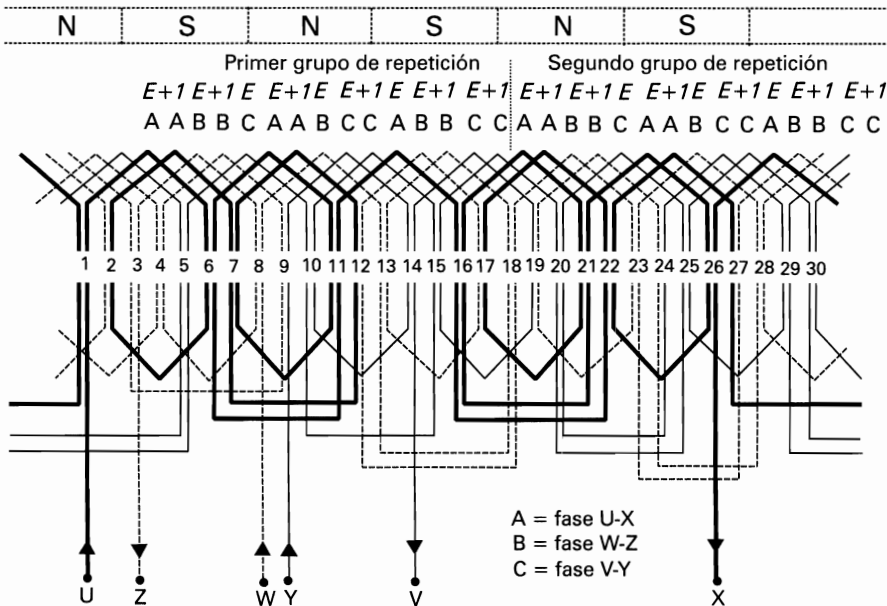 N S N S N S
Primer grupo de repetición Segundo grupo de repetición
E+1 E+1 E E+1 E E+1 E E+1 E+1 E+1 E E+1 E E+1 E E+1 E+1
A A B B C A A B C C A B B C C A A B B C A A B C C A B B C C
1 2 3 4 5 6 7 8 9 10 11 12 13 14 15 16 17 18 19 20 21 22 23 24 25 26 27 28 29 30
A = fase U-X
B = fase W-Z
C = fase V-Y
U Z W Y V X